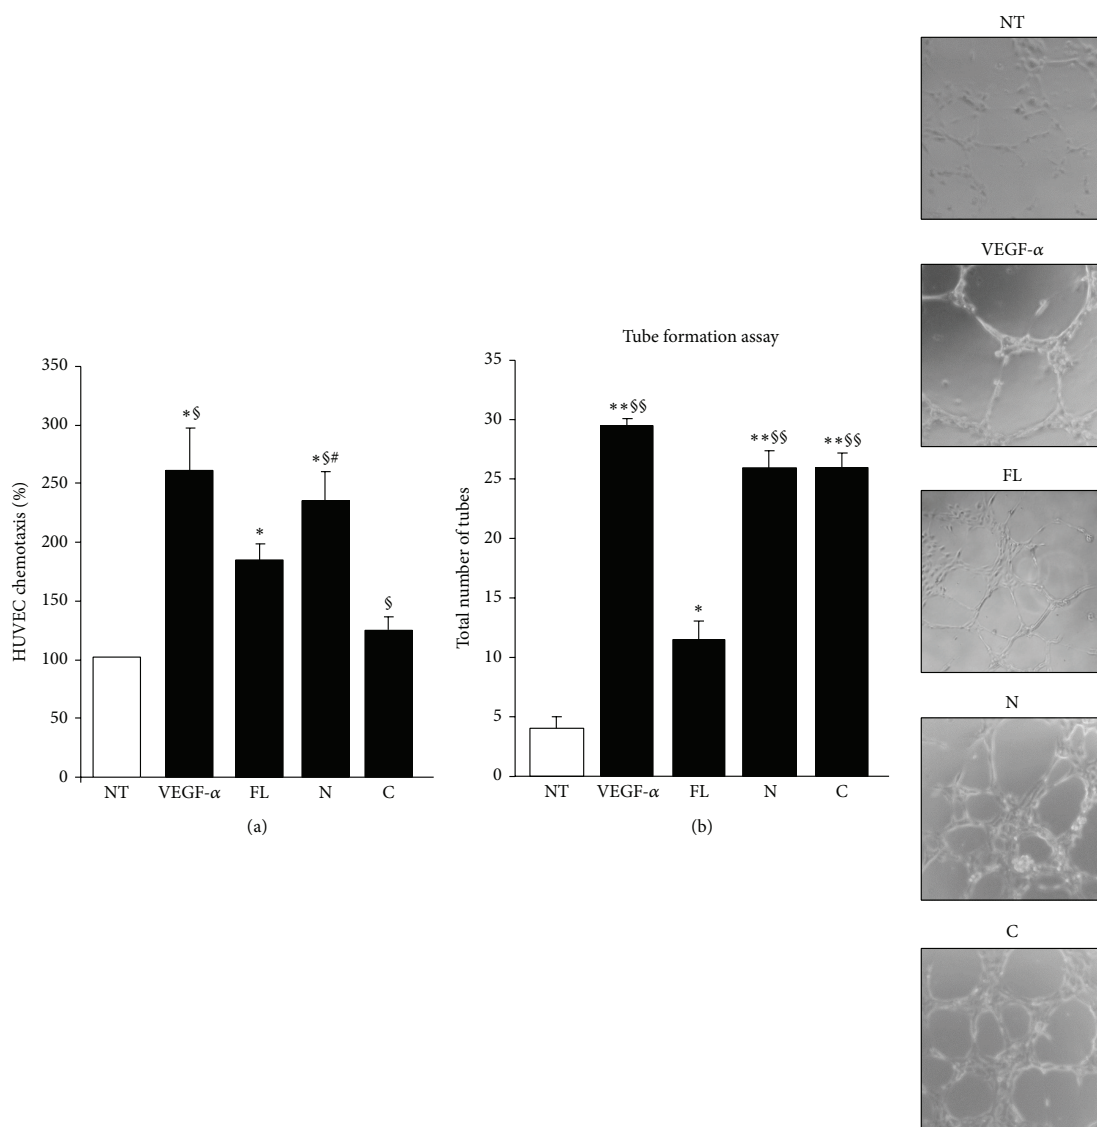 HUVEC chemotaxis (%)
350
300
250
200
150
100
50
0
*§
*
*§#
§
NT VEGF-α FL N C
(a)
Tube formation assay
Total number of tubes
35
30
25
20
15
10
5
0
**§§
*
**§§
**§§
NT VEGF-α FL N C
(b)
NT
VEGF-α
FL
N
C